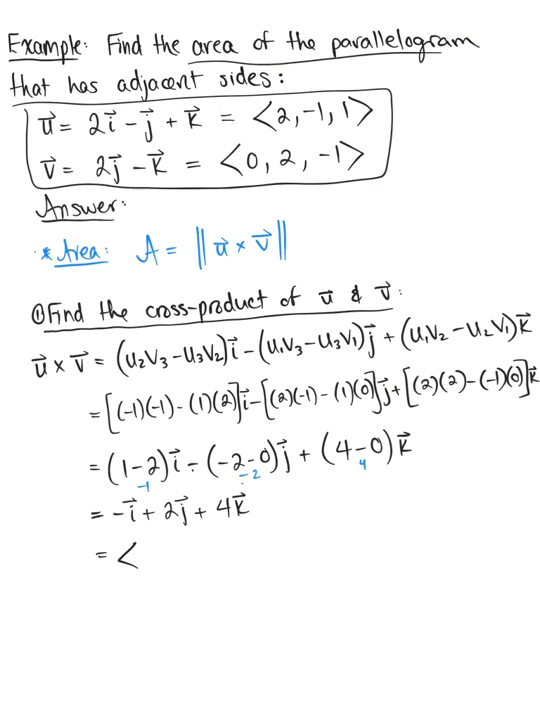 Example: Find the area of the parallelogram
that has adjacent sides:
u⃗ = 2i⃗ - j⃗ + k⃗ = <2, -1, 1>
v⃗ = 2j⃗ - k⃗ = <0, 2, -1>
Answer:
* Area: A = ||u⃗ × v⃗||
① Find the cross-product of u⃗ & v⃗:
u⃗ × v⃗ = (u₂v₃ - u₃v₂)i⃗ - (u₁v₃ - u₃v₁)j⃗ + (u₁v₂ - u₂v₁)k⃗
= [(-1)(-1) - (1)(2)]i⃗ - [(2)(-1) - (1)(0)]j⃗ + [(2)(2) - (-1)(0)]k⃗
= (1-2)i⃗ - (-2-0)j⃗ + (4-0)k⃗
-1 -2 4
= -i⃗ + 2j⃗ + 4k⃗
= <